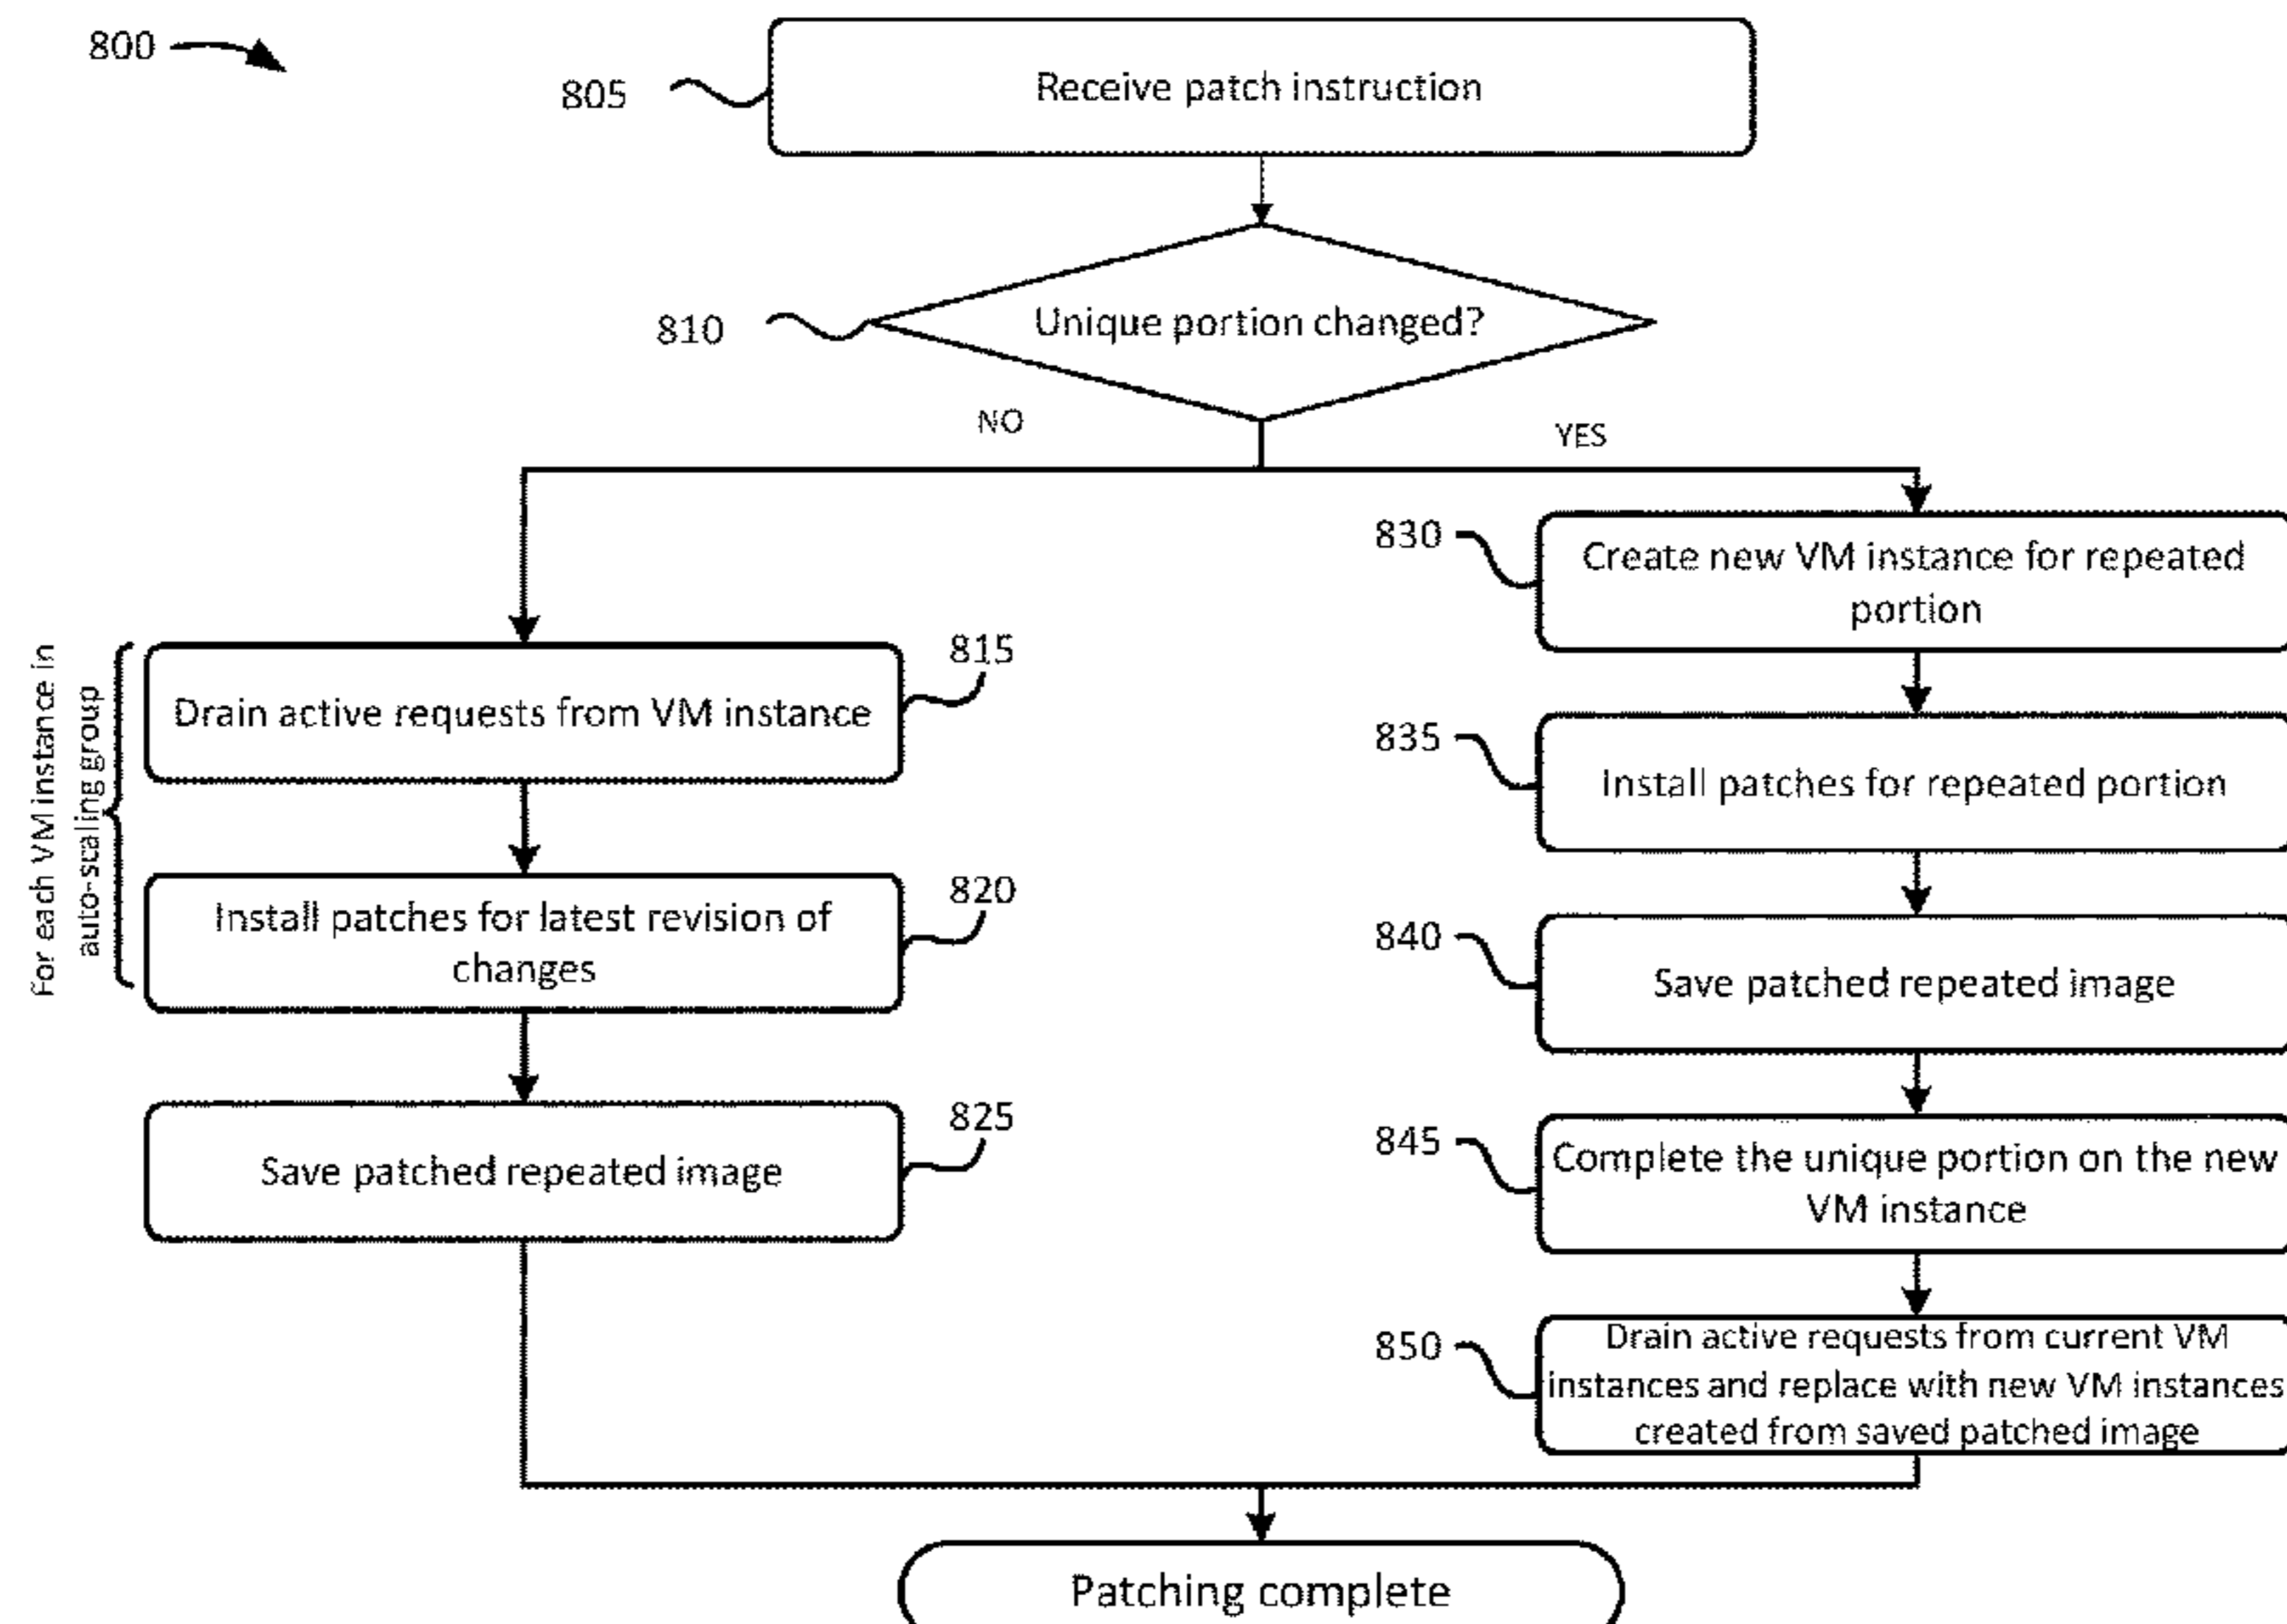 800
805
Receive patch instruction
810
Unique portion changed?
NO
YES
For each VM instance in
auto-scaling group
815
Drain active requests from VM instance
820
Install patches for latest revision of
changes
825
Save patched repeated image
830
Create new VM instance for repeated
portion
835
Install patches for repeated portion
840
Save patched repeated image
845
Complete the unique portion on the new
VM instance
850
Drain active requests from current VM
instances and replace with new VM instances
created from saved patched image
Patching complete